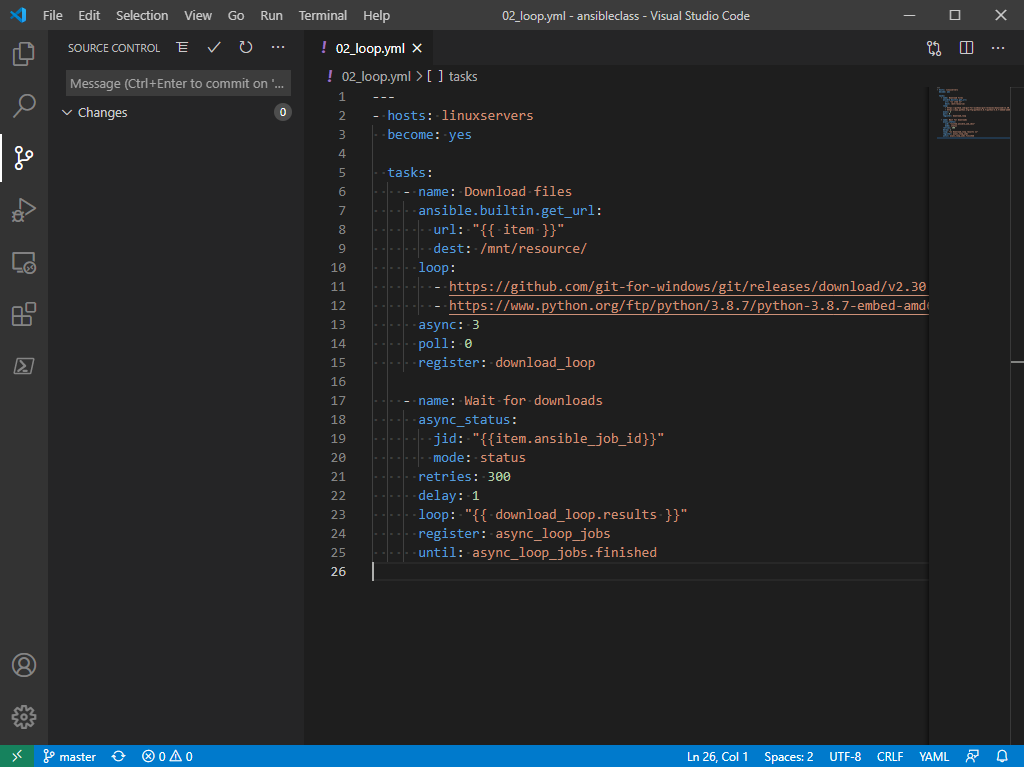 File Edit Selection View Go Run Terminal Help 02_loop.yml - ansibleclass - Visual Studio Code
SOURCE CONTROL
Message (Ctrl+Enter to commit on '...
Changes 0
! 02_loop.yml
! 02_loop.yml > [ ] tasks
1 ---
2 - hosts: linuxservers
3   become: yes
4
5   tasks:
6     - name: Download files
7       ansible.builtin.get_url:
8         url: "{{ item }}"
9         dest: /mnt/resource/
10       loop:
11         - https://github.com/git-for-windows/git/releases/download/v2.30
12         - https://www.python.org/ftp/python/3.8.7/python-3.8.7-embed-amd6
13       async: 3
14       poll: 0
15       register: download_loop
16
17     - name: Wait for downloads
18       async_status:
19         jid: "{{item.ansible_job_id}}"
20         mode: status
21       retries: 300
22       delay: 1
23       loop: "{{ download_loop.results }}"
24       register: async_loop_jobs
25       until: async_loop_jobs.finished
26
master 0 0 Ln 26, Col 1 Spaces: 2 UTF-8 CRLF YAML